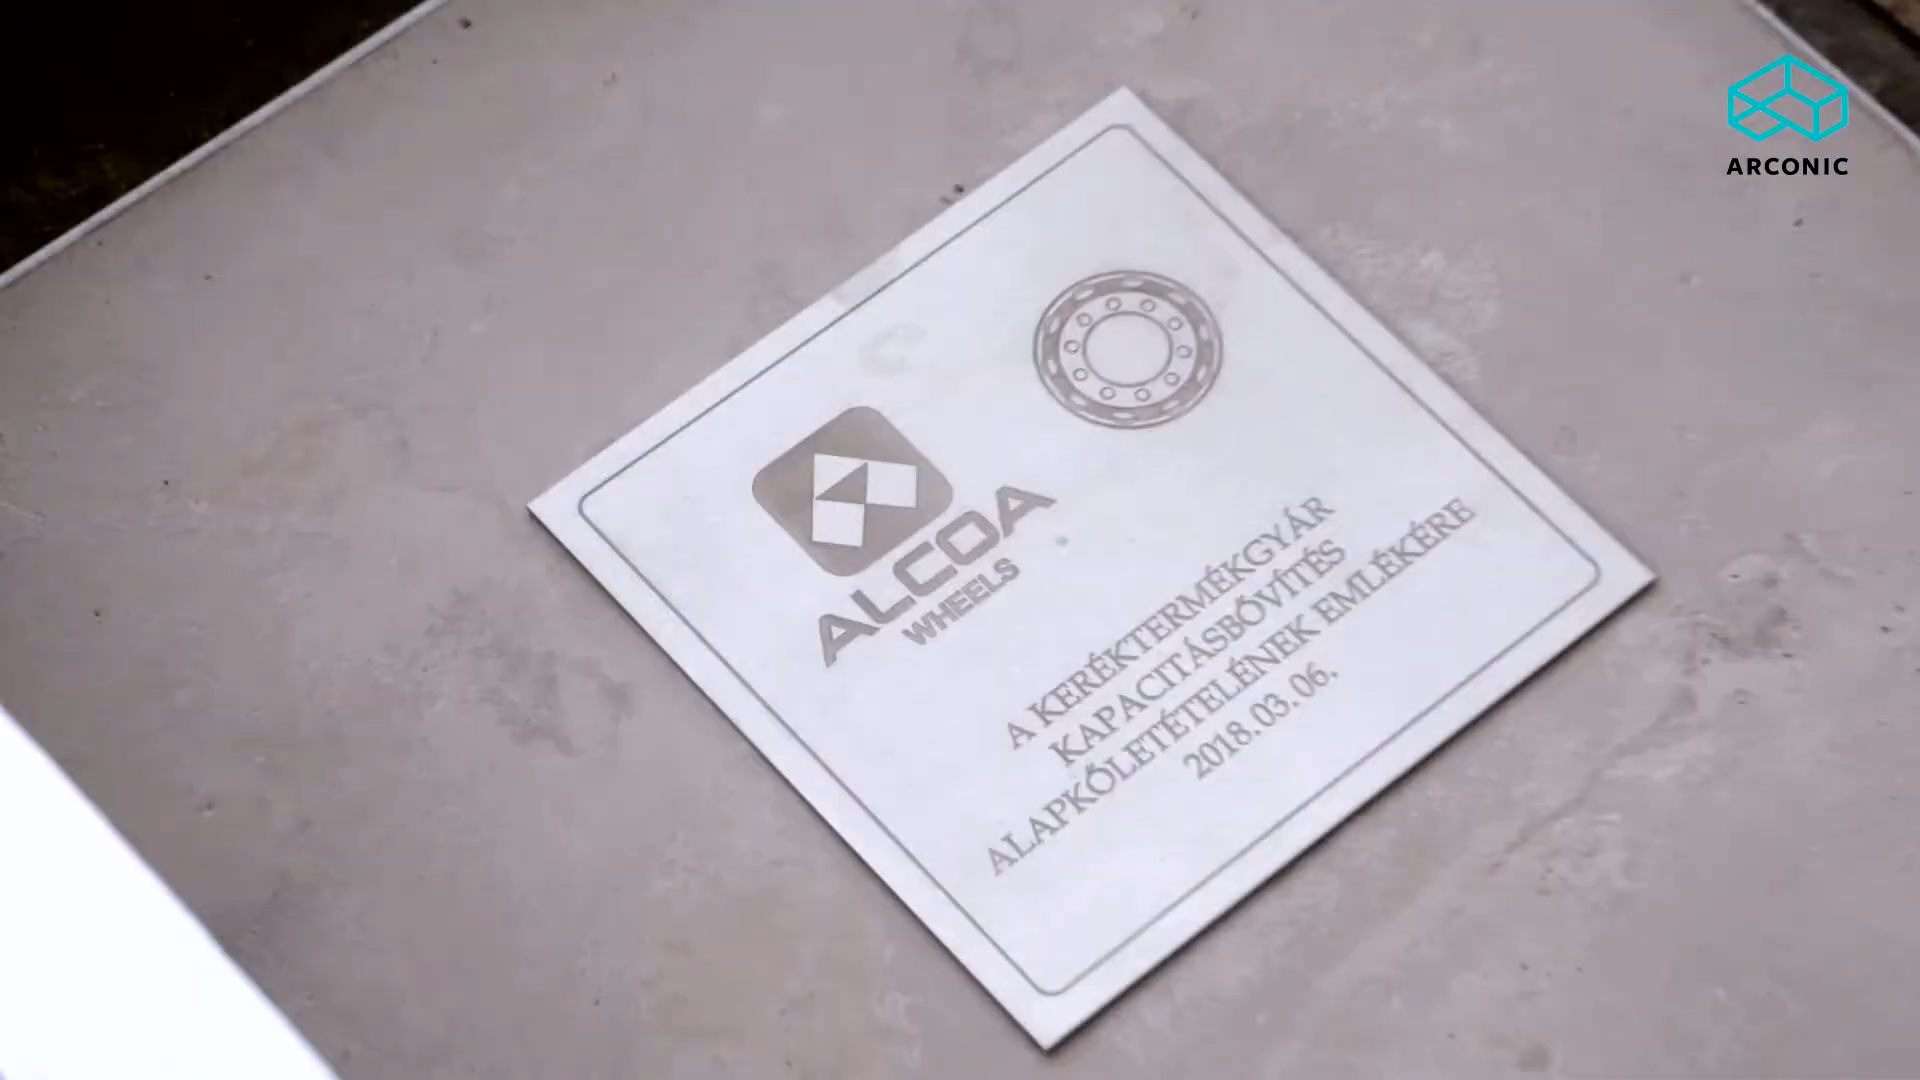 ARCONIC
ALCOA
WHEELS
A KERÉKTERMÉKGYÁR
KAPACITÁSBŐVÍTÉS
ALAPKŐLETÉTELÉNEK EMLÉKÉRE
2018. 03. 06.